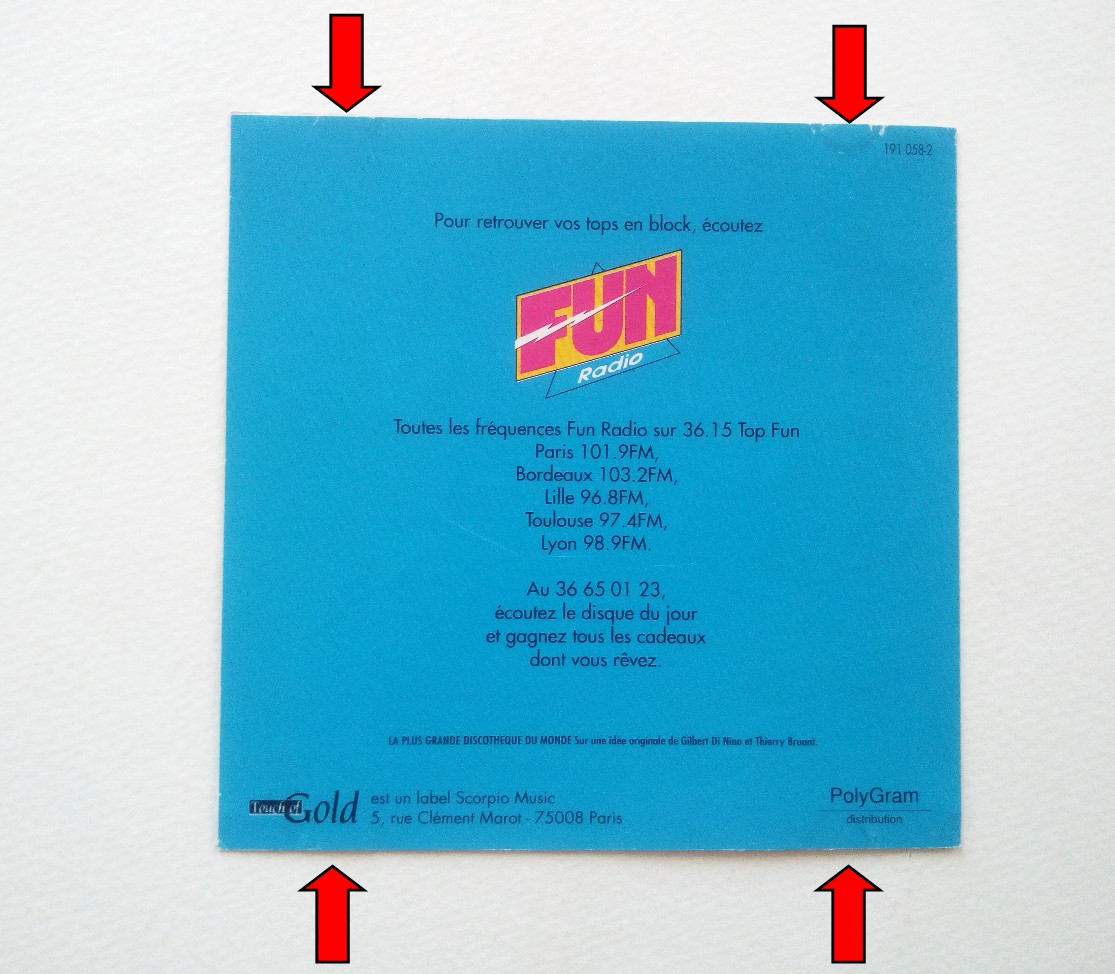 191 058-2
Pour retrouver vos tops en block, écoutez
FUN
Radio
Toutes les fréquences Fun Radio sur 36.15 Top Fun
Paris 101.9FM,
Bordeaux 103.2FM,
Lille 96.8FM,
Toulouse 97.4FM,
Lyon 98.9FM.
Au 36 65 01 23,
écoutez le disque du jour
et gagnez tous les cadeaux
dont vous rêvez.
LA PLUS GRANDE DISCOTHEQUE DU MONDE Sur une idée originale de Gilbert Di Nino et Thierry Bruant.
Touch of Gold est un label Scorpio Music
5, rue Clément Marot - 75008 Paris
PolyGram
distribution